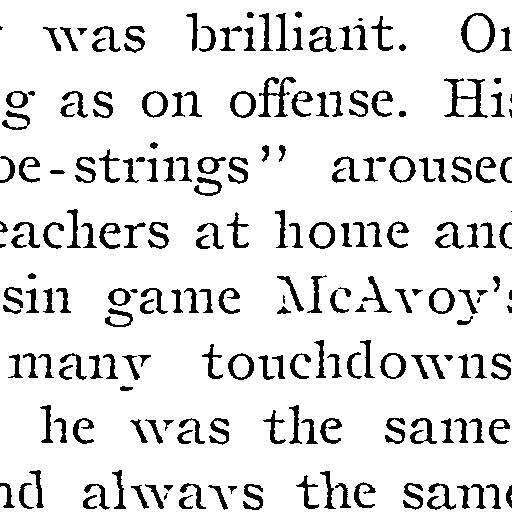 was brilliant. On
g as on offense. His
oe-strings" aroused
eachers at home and
sin game McAvoy's
many touchdowns
he was the same
nd always the same